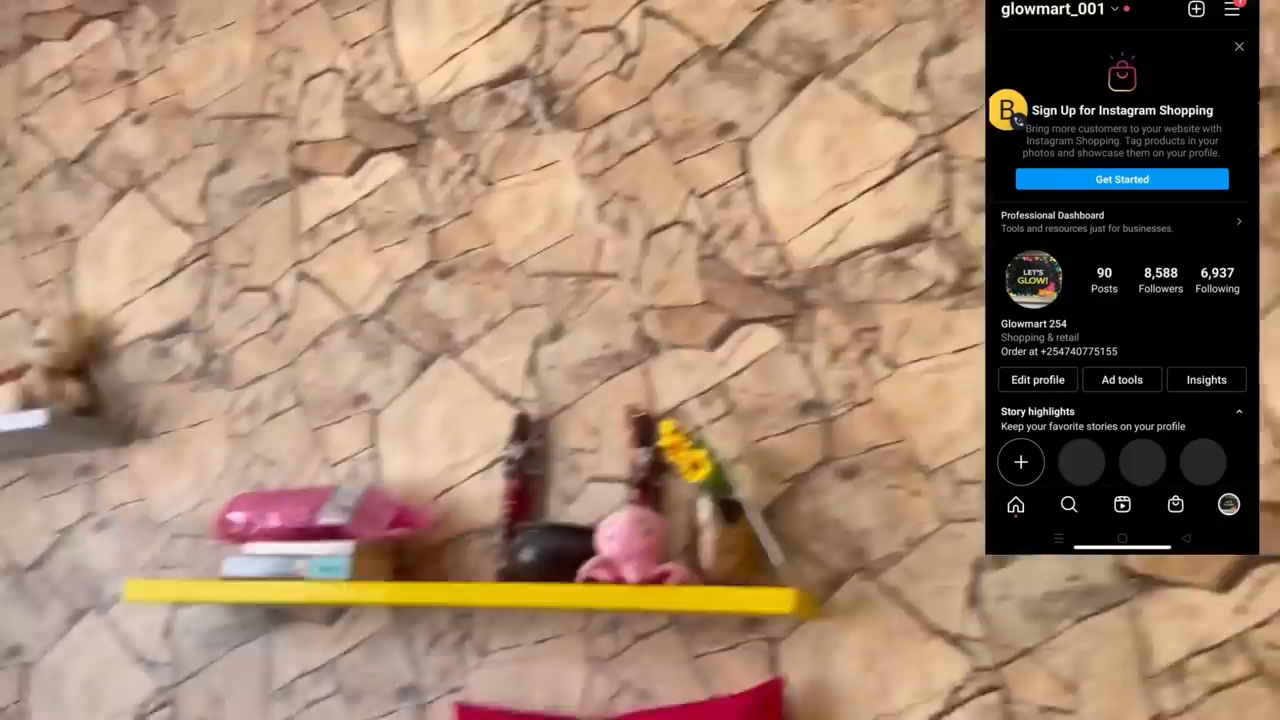 glowmart_001
B
Sign Up for Instagram Shopping
Bring more customers to your website with
Instagram Shopping. Tag products in your
photos and showcase them on your profile.
Get Started
Professional Dashboard
Tools and resources just for businesses.
LET'S
GLOW!
90
Posts
8,588
Followers
6,937
Following
Glowmart 254
Shopping & retail
Order at +254740775155
Edit profile
Ad tools
Insights
Story highlights
Keep your favorite stories on your profile